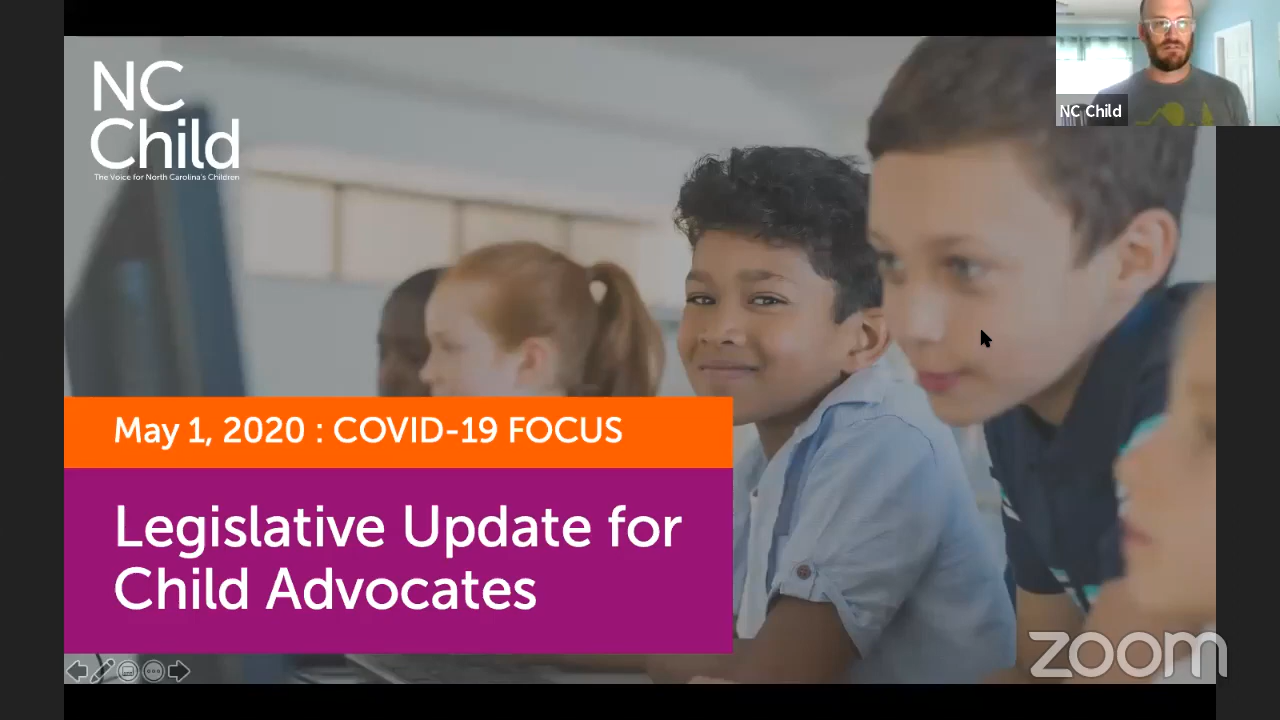 NC
Child
The Voice for North Carolina's Children
NC Child
May 1, 2020 : COVID-19 FOCUS
Legislative Update for
Child Advocates
zoom